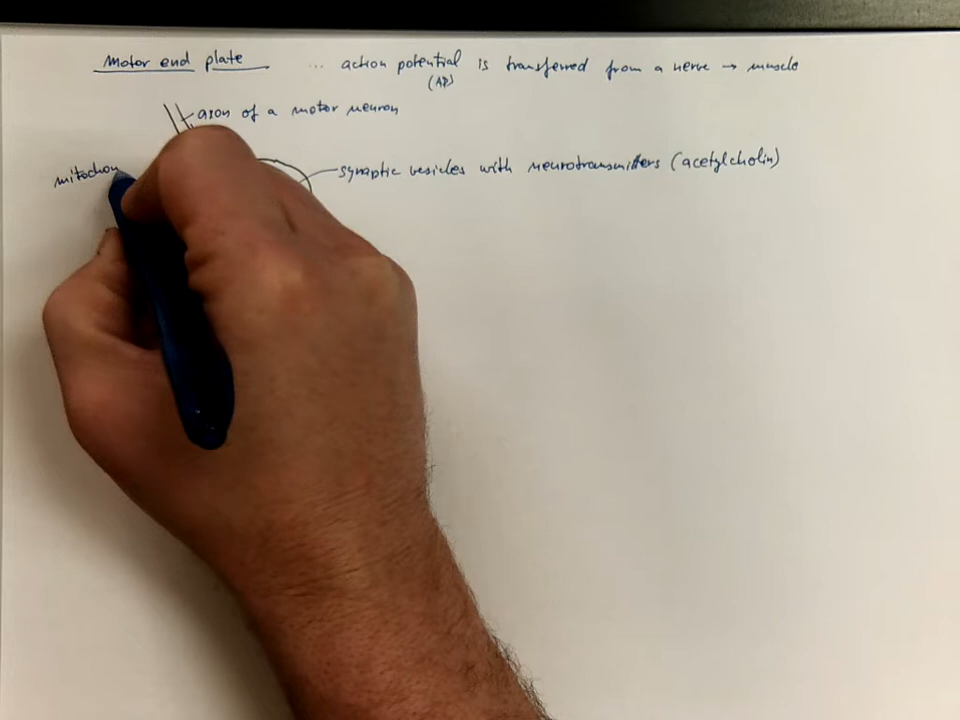 Motor end plate ... action potential is transferred from a nerve → muscle
(AP)
axon of a motor neuron
synaptic vesicles with neurotransmitters (acetylcholin)
mitochon